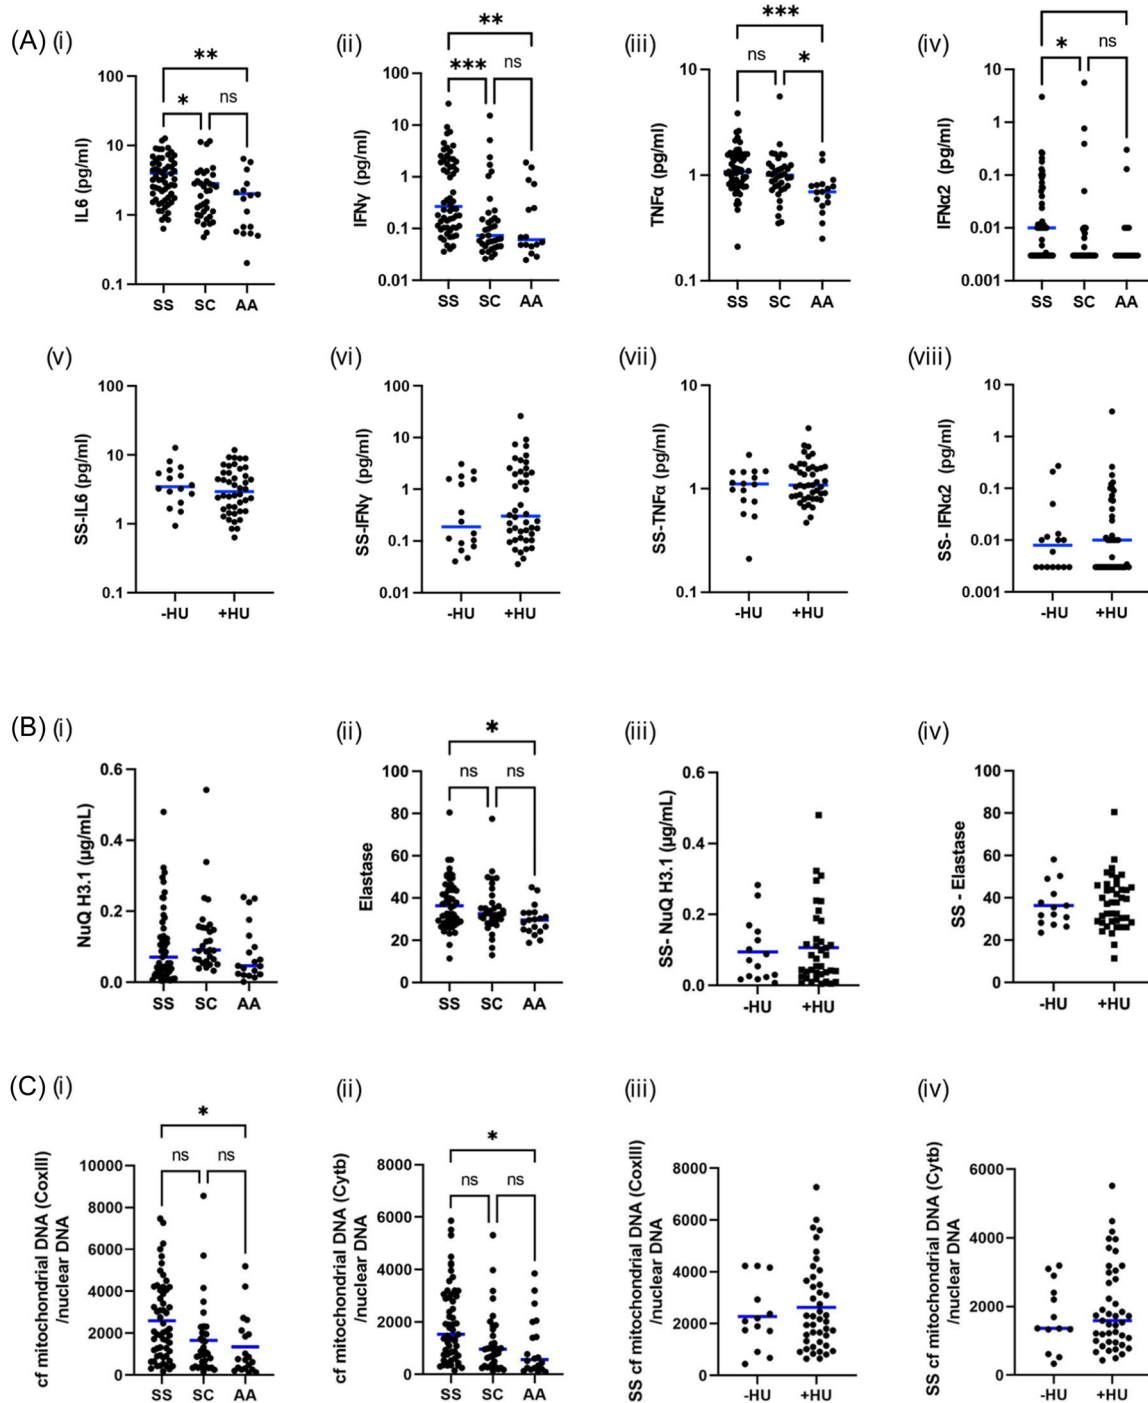 (A) (i) (ii) (iii) (iv)
** ** ***
* ns *** ns ns * * ns
IL6 (pg/ml)
100
10
1
0.1
SS SC AA
IFNγ (pg/ml)
100
10
1
0.1
0.01
SS SC AA
TNFα (pg/ml)
10
1
0.1
SS SC AA
IFNα2 (pg/ml)
10
1
0.1
0.01
0.001
SS SC AA
(v) (vi) (vii) (viii)
SS-IL6 (pg/ml)
100
10
1
0.1
-HU +HU
SS-IFNγ (pg/ml)
100
10
1
0.1
0.01
-HU +HU
SS-TNFα (pg/ml)
10
1
0.1
-HU +HU
SS- IFNα2 (pg/ml)
10
1
0.1
0.01
0.001
-HU +HU
(B) (i) (ii) (iii) (iv)
NuQ H3.1 (µg/mL)
0.6
0.4
0.2
0.0
SS SC AA
*
ns ns
Elastase
100
80
60
40
20
0
SS SC AA
SS- NuQ H3.1 (µg/mL)
0.6
0.4
0.2
0.0
-HU +HU
SS - Elastase
100
80
60
40
20
0
-HU +HU
(C) (i) (ii) (iii) (iv)
*
ns ns
cf mitochondrial DNA (CoxIII)
/nuclear DNA
10000
8000
6000
4000
2000
0
SS SC AA
*
ns ns
cf mitochondrial DNA (Cytb)
/nuclear DNA
8000
6000
4000
2000
0
SS SC AA
SS cf mitochondrial DNA (CoxIII)
/nuclear DNA
8000
6000
4000
2000
0
-HU +HU
SS cf mitochondrial DNA (Cytb)
/nuclear DNA
6000
4000
2000
0
-HU +HU